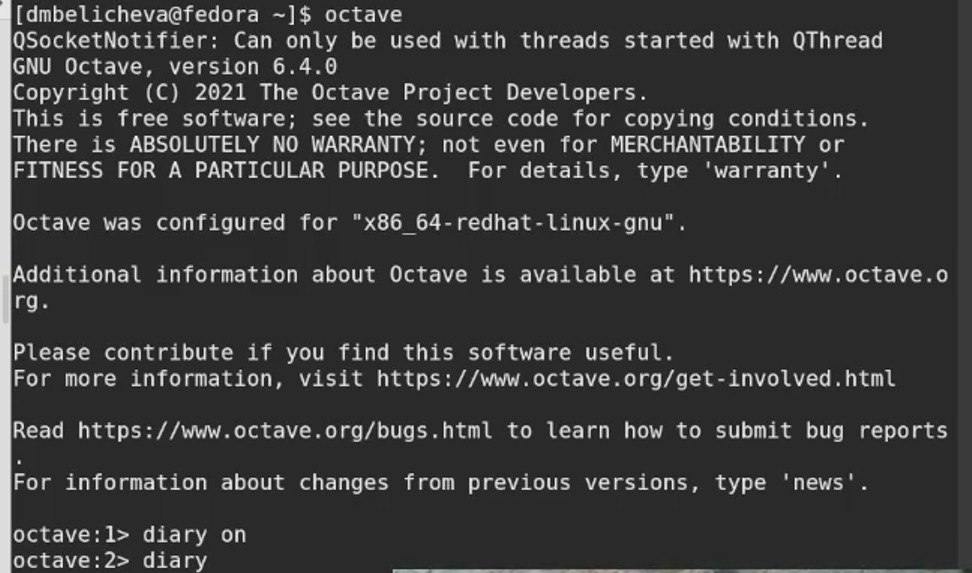 [dmbelicheva@fedora ~]$ octave
QSocketNotifier: Can only be used with threads started with QThread
GNU Octave, version 6.4.0
Copyright (C) 2021 The Octave Project Developers.
This is free software; see the source code for copying conditions.
There is ABSOLUTELY NO WARRANTY; not even for MERCHANTABILITY or
FITNESS FOR A PARTICULAR PURPOSE.  For details, type 'warranty'.

Octave was configured for "x86_64-redhat-linux-gnu".

Additional information about Octave is available at https://www.octave.o
rg.

Please contribute if you find this software useful.
For more information, visit https://www.octave.org/get-involved.html

Read https://www.octave.org/bugs.html to learn how to submit bug reports
.
For information about changes from previous versions, type 'news'.

octave:1> diary on
octave:2> diary